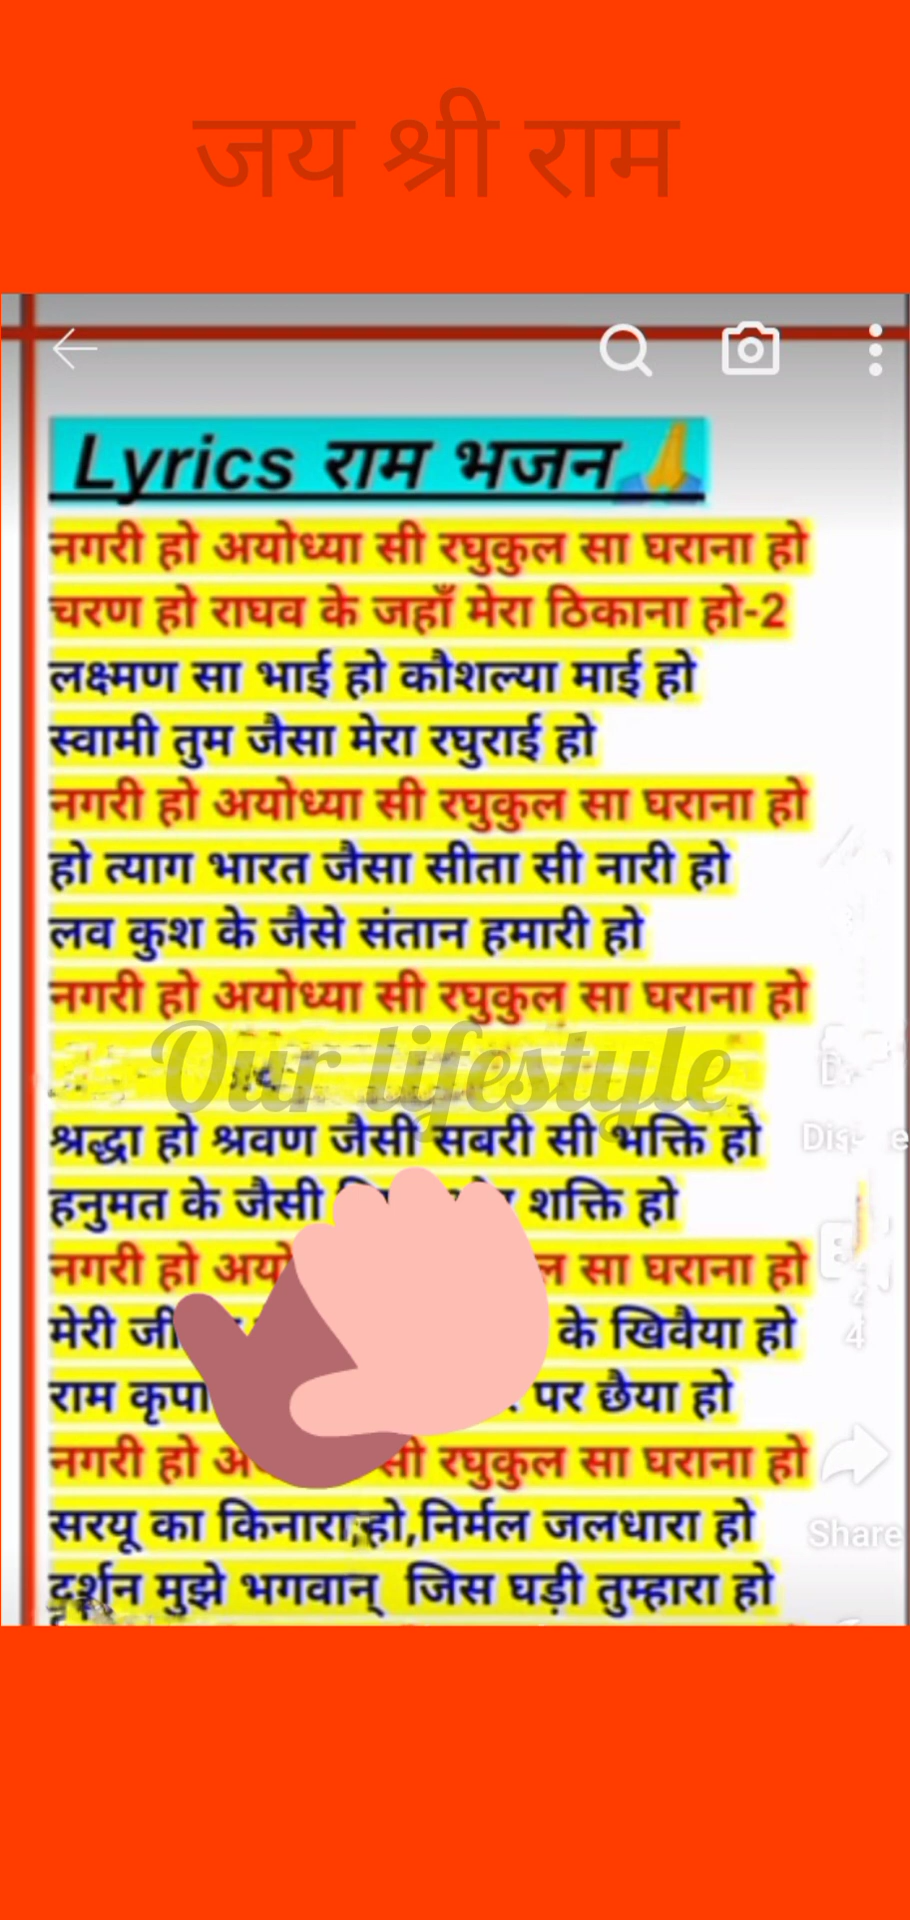 जय श्री राम
Lyrics राम भजन🙏
नगरी हो अयोध्या सी रघुकुल सा घराना हो
चरण हो राघव के जहाँ मेरा ठिकाना हो-2
लक्ष्मण सा भाई हो कौशल्या माई हो
स्वामी तुम जैसा मेरा रघुराई हो
नगरी हो अयोध्या सी रघुकुल सा घराना हो
हो त्याग भारत जैसा सीता सी नारी हो
लव कुश के जैसे संतान हमारी हो
नगरी हो अयोध्या सी रघुकुल सा घराना हो
Our lifestyle
श्रद्धा हो श्रवण जैसी सबरी सी भक्ति हो
हनुमत के जैसी शक्ति हो
नगरी हो सा घराना हो
मेरी के खिवैया हो
राम कृपा पर छैया हो
नगरी हो सी रघुकुल सा घराना हो
सरयू का किनारा हो,निर्मल जलधारा हो
Share
दर्शन मुझे भगवान् जिस घड़ी तुम्हारा हो